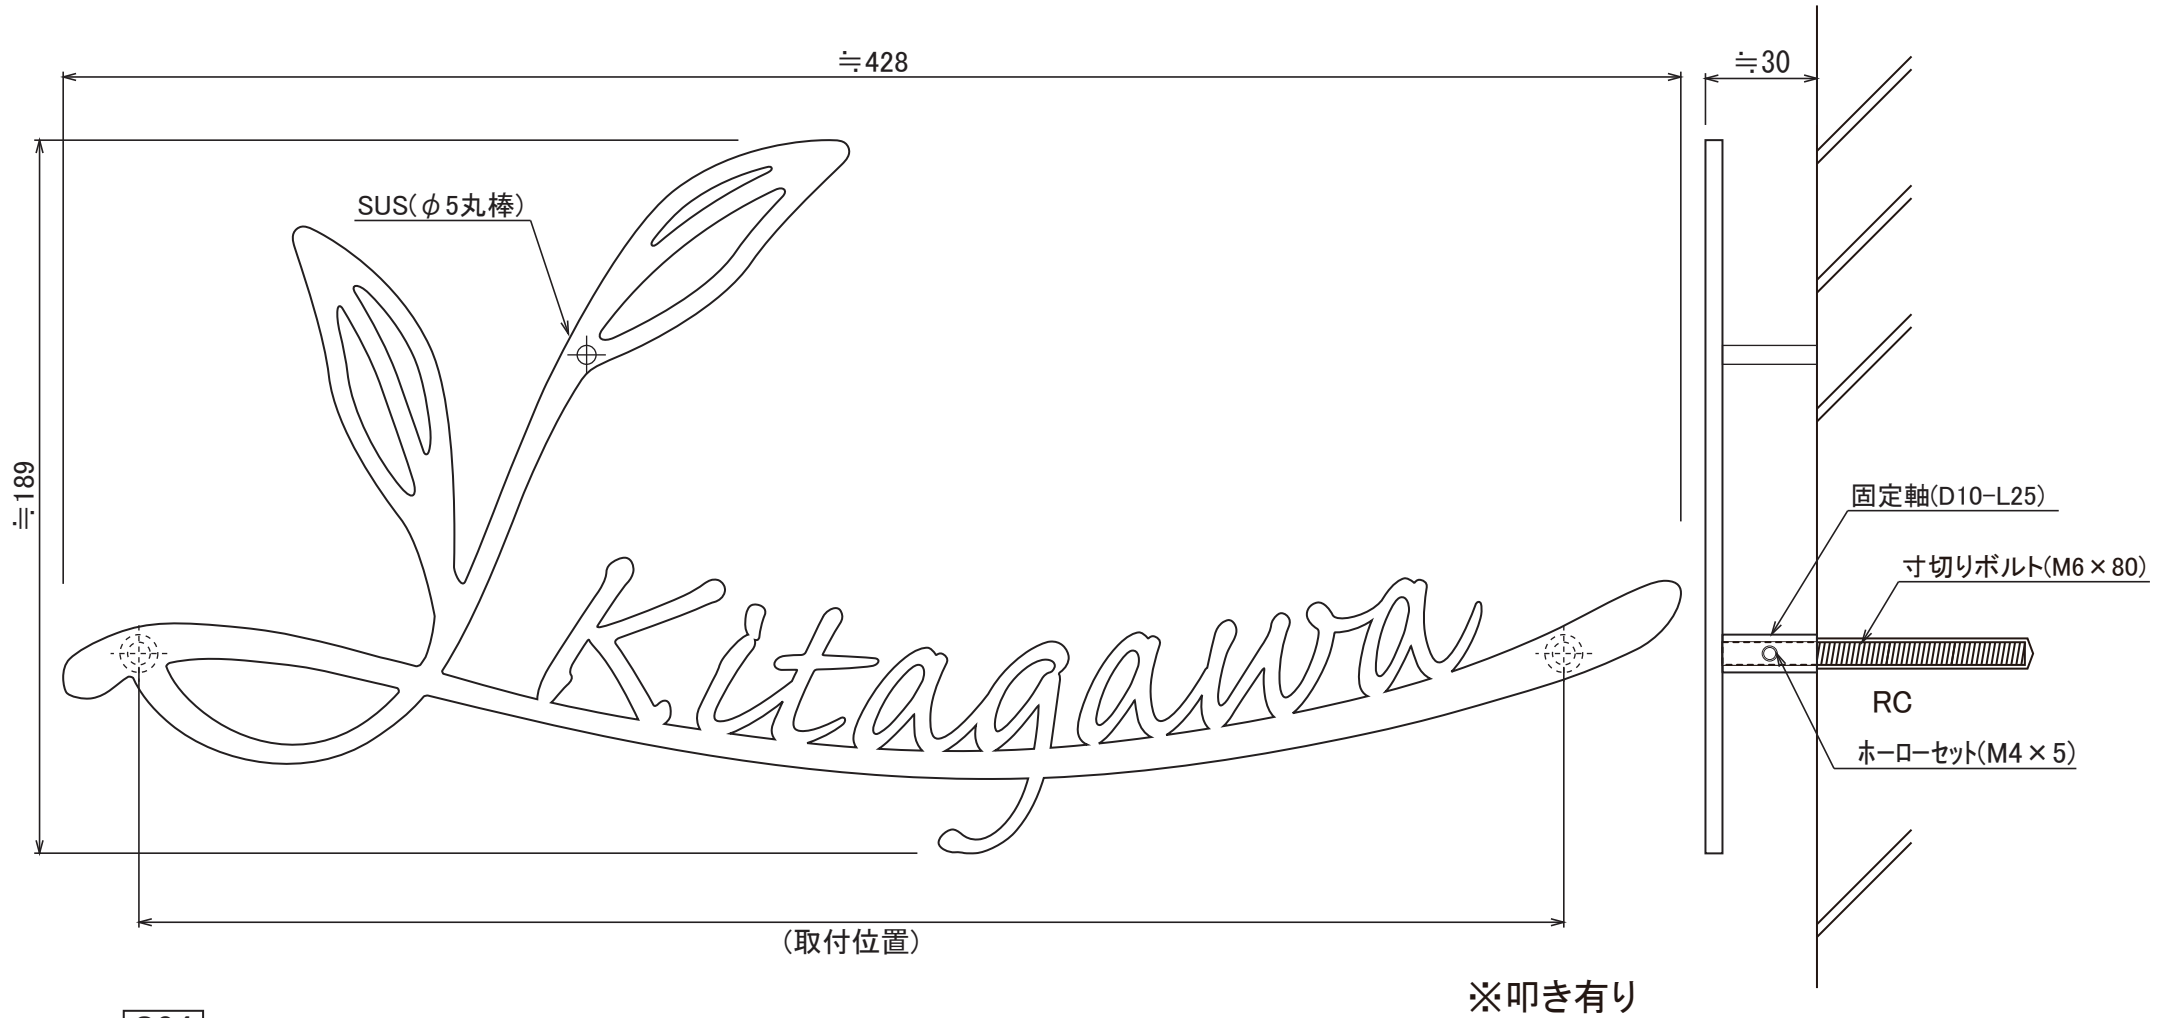 ≒428
≒30
SUS(φ5丸棒)
≒189
固定軸(D10-L25)
寸切りボルト(M6×80)
Kitagawa
RC
ホーローセット(M4×5)
(取付位置)
※叩き有り